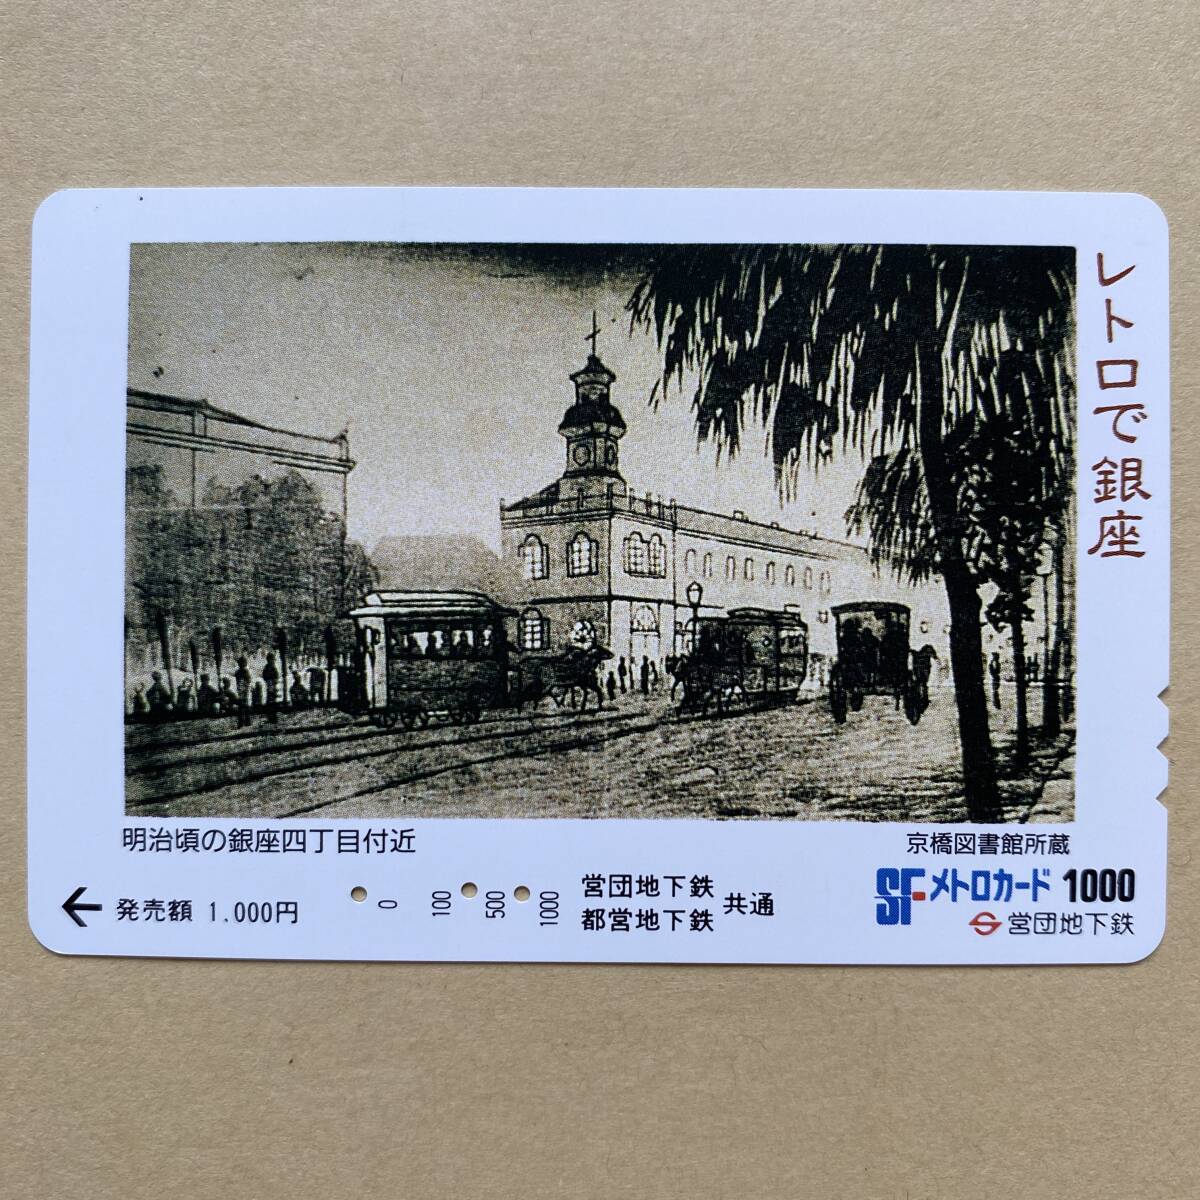 レトロで銀座
明治頃の銀座四丁目付近
京橋図書館所蔵
発売額 1,000円
0
100
500
1000
営団地下鉄
都営地下鉄
共通
SF メトロカード 1000
営団地下鉄